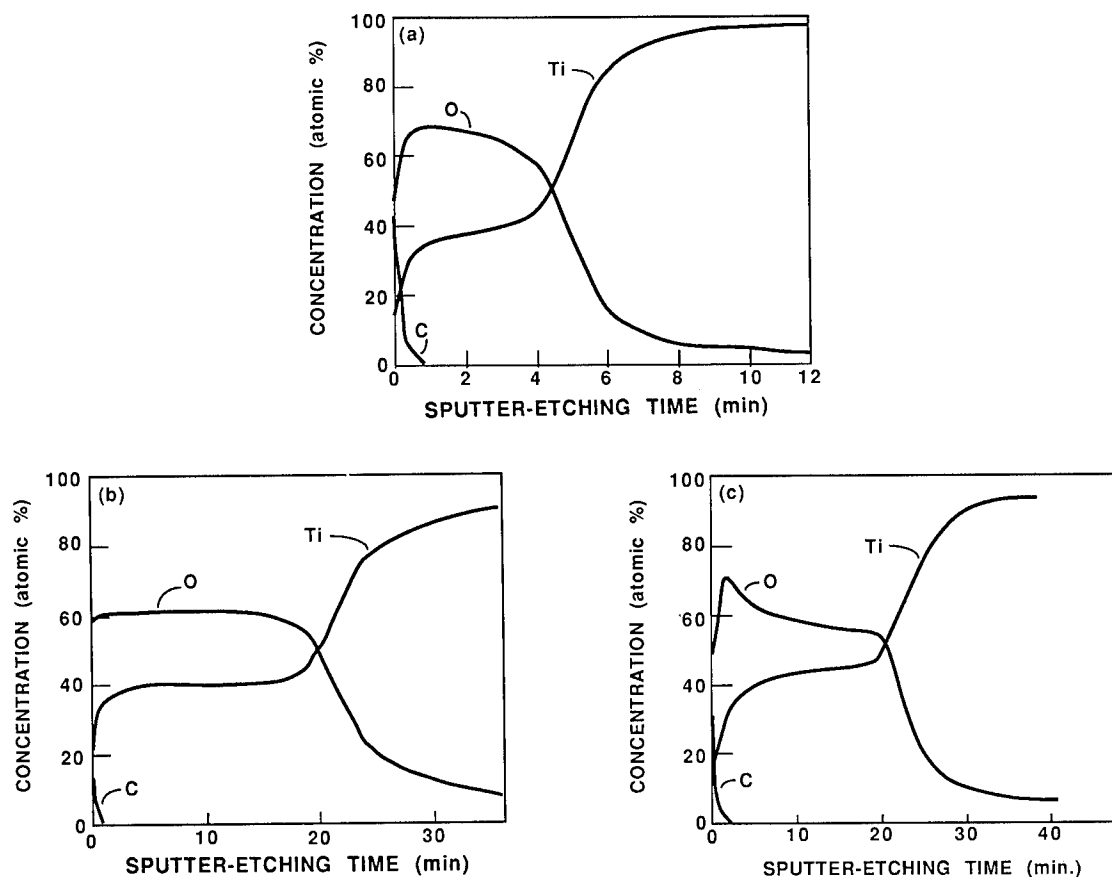 CONCENTRATION (atomic %)
100
80
60
40
20
0
(a)
Ti
O
C
0 2 4 6 8 10 12
SPUTTER-ETCHING TIME (min)
CONCENTRATION (atomic %)
100
80
60
40
20
0
(b)
Ti
O
C
0 10 20 30
SPUTTER-ETCHING TIME (min)
CONCENTRATION (atomic %)
100
80
60
40
20
0
(c)
Ti
O
C
0 10 20 30 40
SPUTTER-ETCHING TIME (min.)